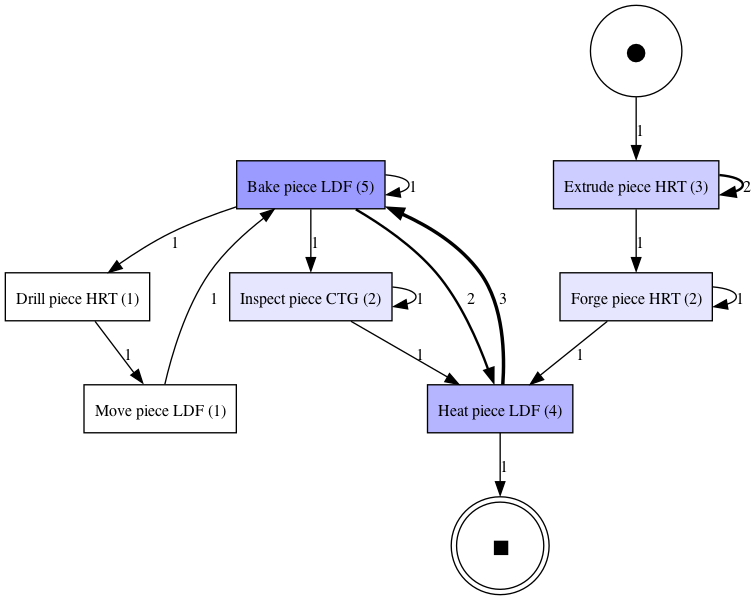 1
Bake piece LDF (5)
1
Extrude piece HRT (3)
2
1
1
1
Drill piece HRT (1)
1
Inspect piece CTG (2)
1
2
3
Forge piece HRT (2)
1
1
1
1
Move piece LDF (1)
Heat piece LDF (4)
1